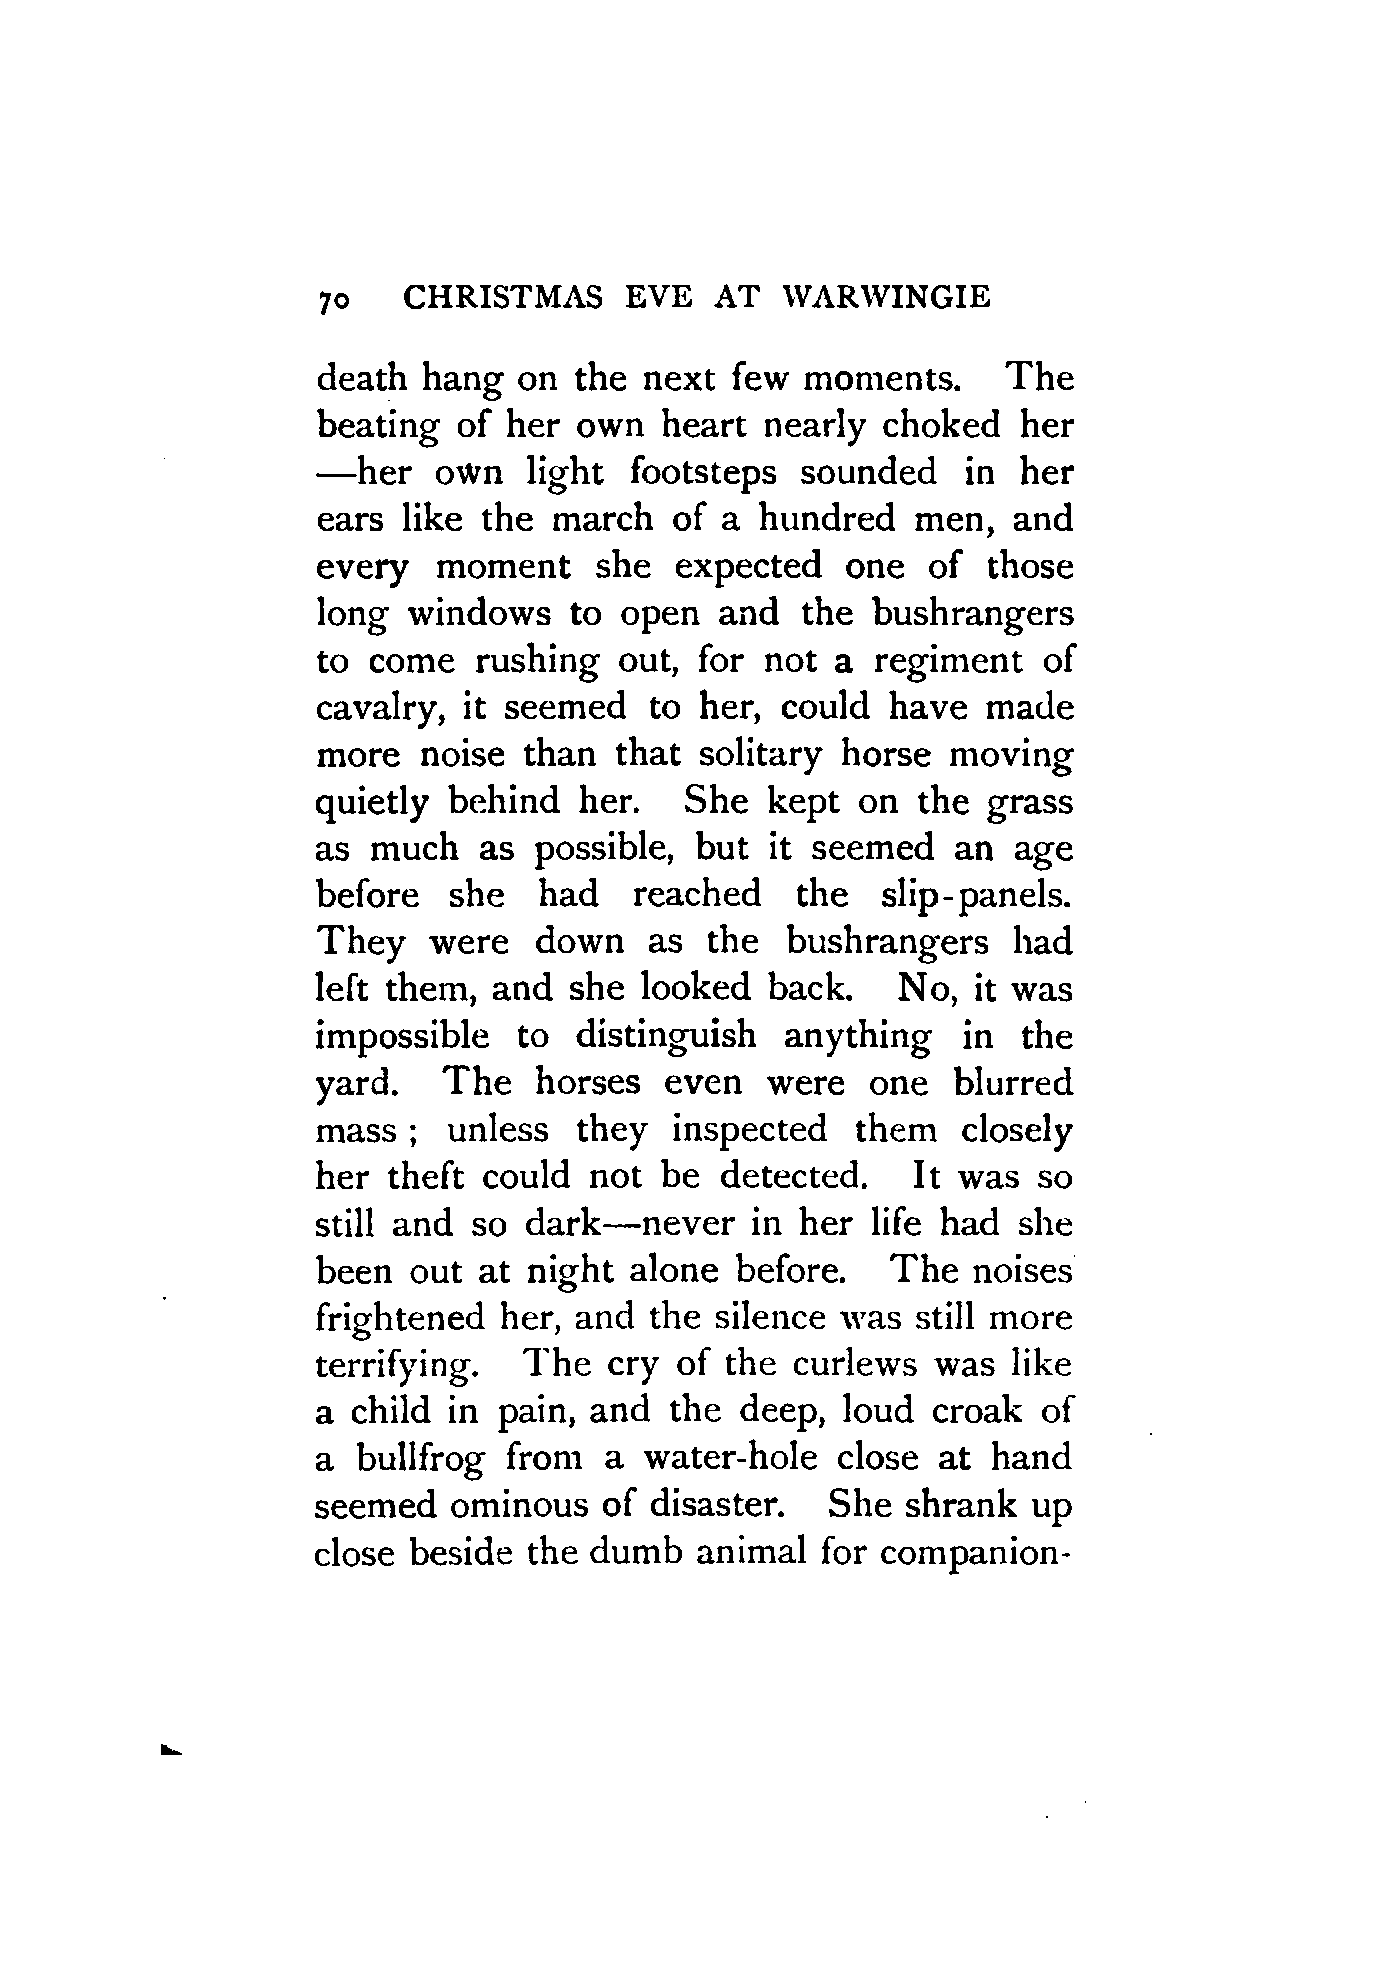 70 CHRISTMAS EVE AT WARWINGIE
death hang on the next few moments. The
beating of her own heart nearly choked her
—her own light footsteps sounded in her
ears like the march of a hundred men, and
every moment she expected one of those
long windows to open and the bushrangers
to come rushing out, for not a regiment of
cavalry, it seemed to her, could have made
more noise than that solitary horse moving
quietly behind her. She kept on the grass
as much as possible, but it seemed an age
before she had reached the slip-panels.
They were down as the bushrangers had
left them, and she looked back. No, it was
impossible to distinguish anything in the
yard. The horses even were one blurred
mass ; unless they inspected them closely
her theft could not be detected. It was so
still and so dark—never in her life had she
been out at night alone before. The noises
frightened her, and the silence was still more
terrifying. The cry of the curlews was like
a child in pain, and the deep, loud croak of
a bullfrog from a water-hole close at hand
seemed ominous of disaster. She shrank up
close beside the dumb animal for companion-